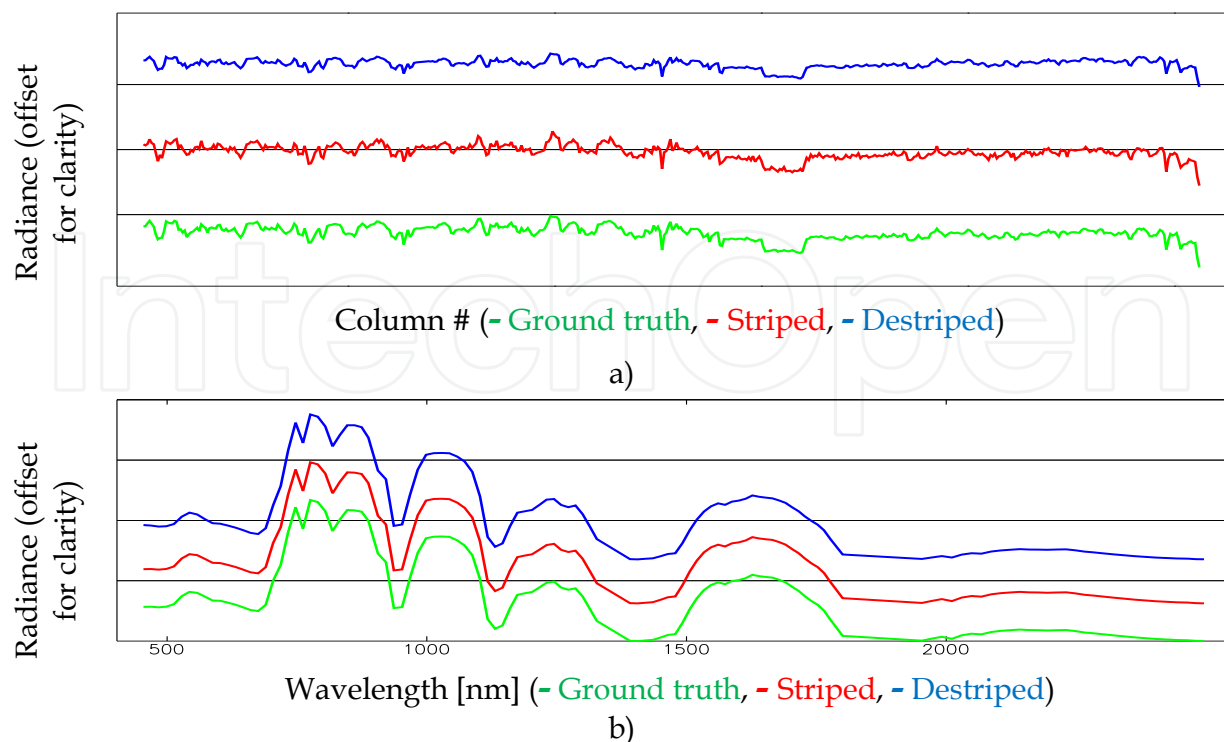 Radiance (offset
for clarity)
Column # (- Ground truth, - Striped, - Destriped)
a)
IntechOpen
Radiance (offset
for clarity)
500 1000 1500 2000
Wavelength [nm] (- Ground truth, - Striped, - Destriped)
b)